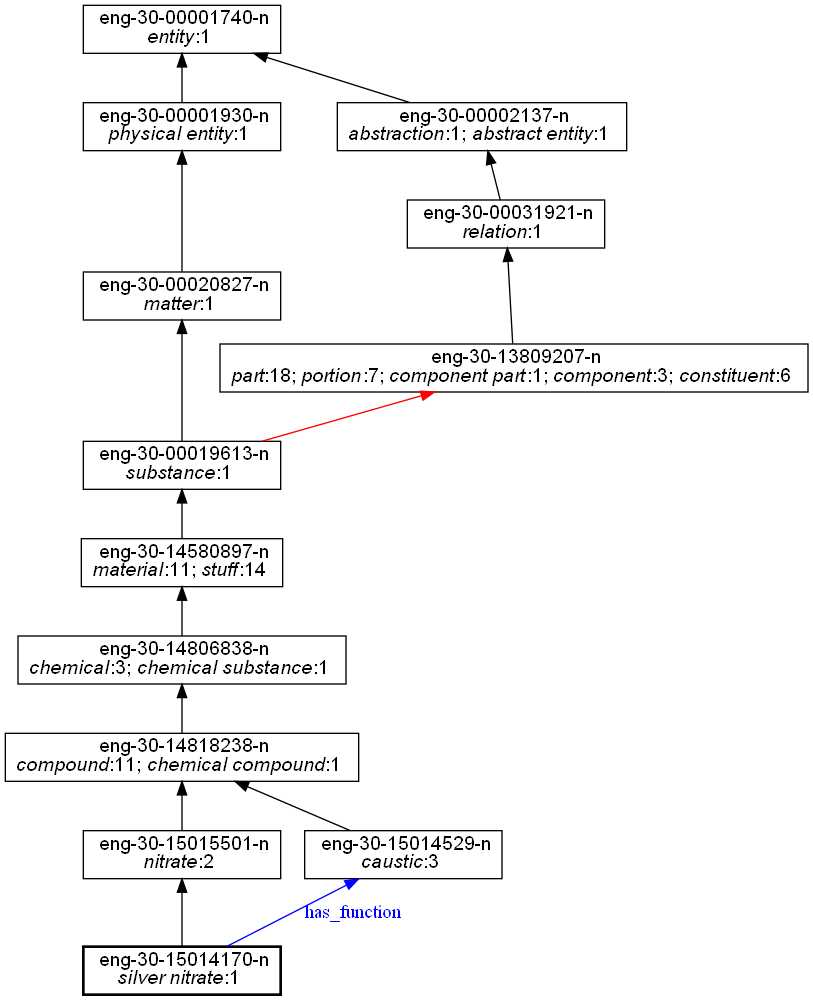 eng-30-00001740-n
entity:1
eng-30-00001930-n
physical entity:1
eng-30-00002137-n
abstraction:1; abstract entity:1
eng-30-00031921-n
relation:1
eng-30-00020827-n
matter:1
eng-30-13809207-n
part:18; portion:7; component part:1; component:3; constituent:6
eng-30-00019613-n
substance:1
eng-30-14580897-n
material:11; stuff:14
eng-30-14806838-n
chemical:3; chemical substance:1
eng-30-14818238-n
compound:11; chemical compound:1
eng-30-15015501-n
nitrate:2
eng-30-15014529-n
caustic:3
has_function
eng-30-15014170-n
silver nitrate:1